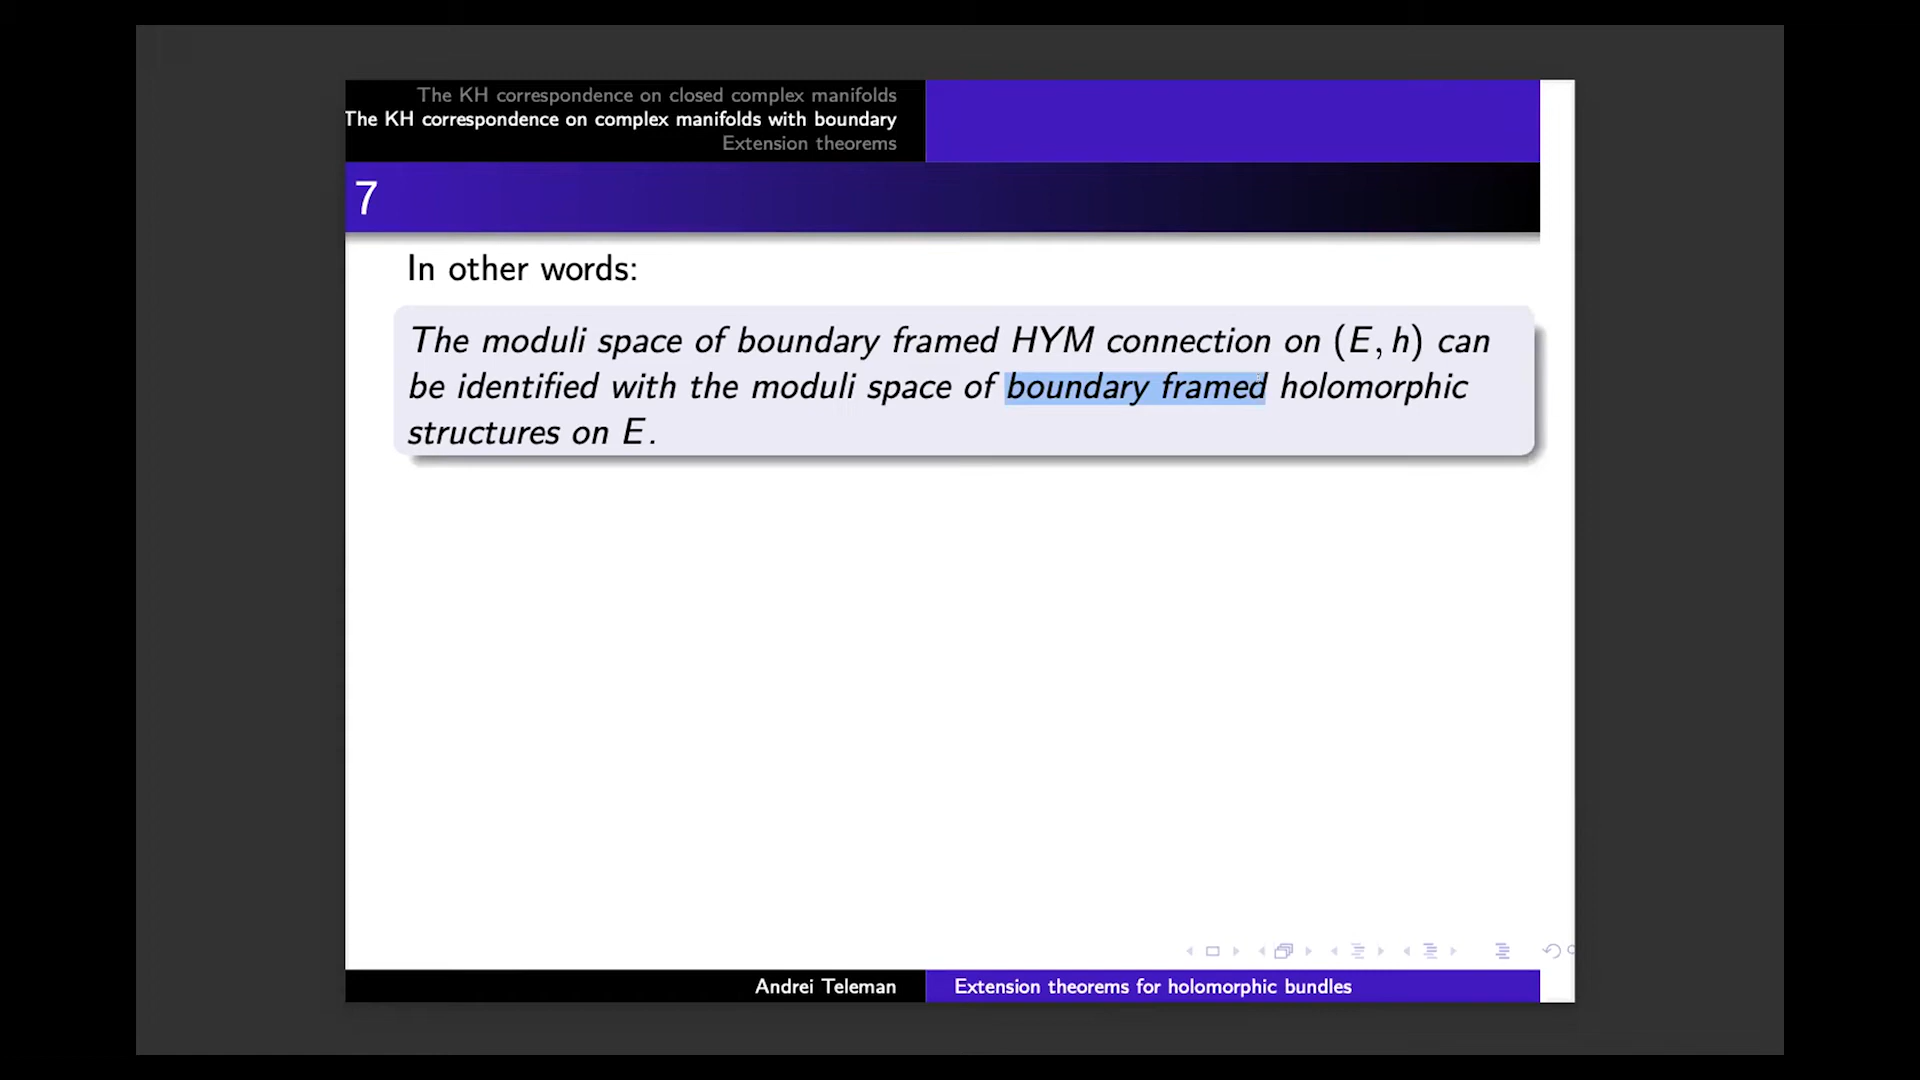 The KH correspondence on closed complex manifolds
The KH correspondence on complex manifolds with boundary
Extension theorems
7
In other words:
The moduli space of boundary framed HYM connection on (E, h) can
be identified with the moduli space of boundary framed holomorphic
structures on E.
Andrei Teleman
Extension theorems for holomorphic bundles